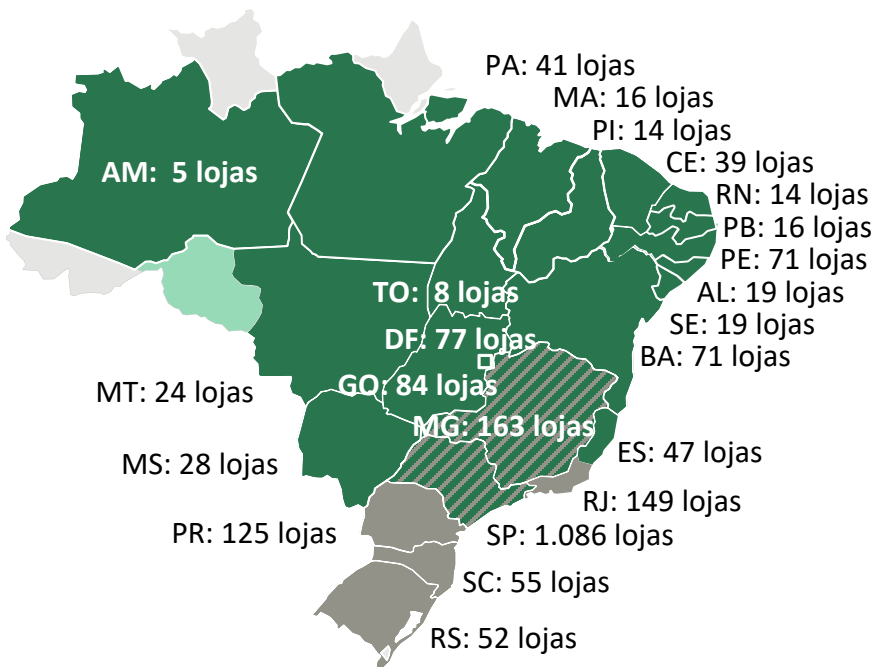 PA: 41 lojas
MA: 16 lojas
PI: 14 lojas
CE: 39 lojas
AM: 5 lojas
RN: 14 lojas
PB: 16 lojas
PE: 71 lojas
TO: 8 lojas
AL: 19 lojas
SE: 19 lojas
DF: 77 lojas
BA: 71 lojas
GO: 84 lojas
MT: 24 lojas
MG: 163 lojas
ES: 47 lojas
MS: 28 lojas
RJ: 149 lojas
PR: 125 lojas
SP: 1.086 lojas
SC: 55 lojas
RS: 52 lojas